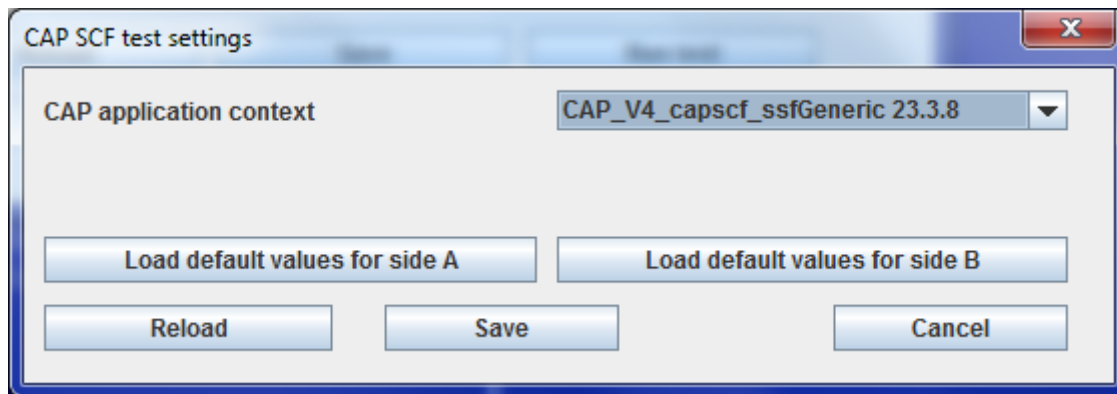 CAP SCF test settings
CAP application context
CAP_V4_capscf_ssfGeneric 23.3.8
Load default values for side A
Load default values for side B
Reload
Save
Cancel